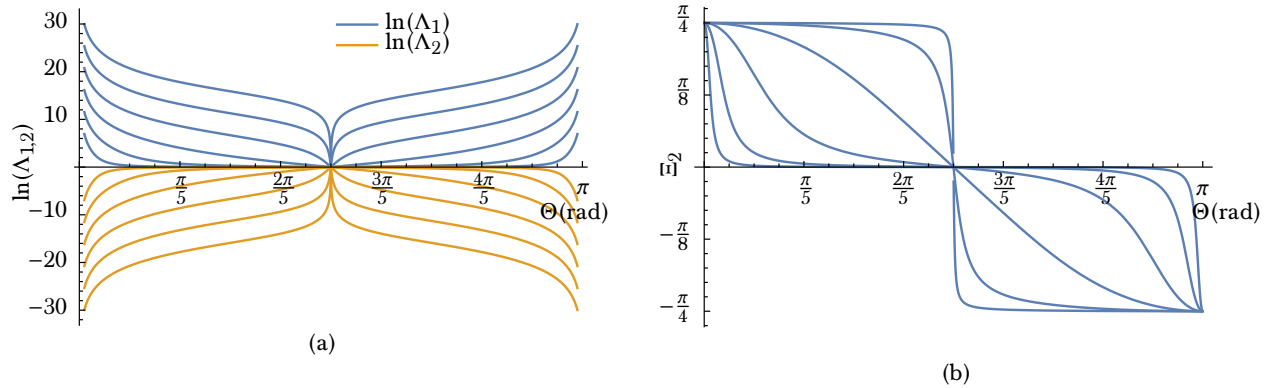 30
20
10
−10
−20
−30
ln(Λ1,2)
ln(Λ1)
ln(Λ2)
π/5
2π/5
3π/5
4π/5
π
Θ(rad)
(a)
π/4
π/8
−π/8
−π/4
Ξ2
π/5
2π/5
3π/5
4π/5
π
Θ(rad)
(b)